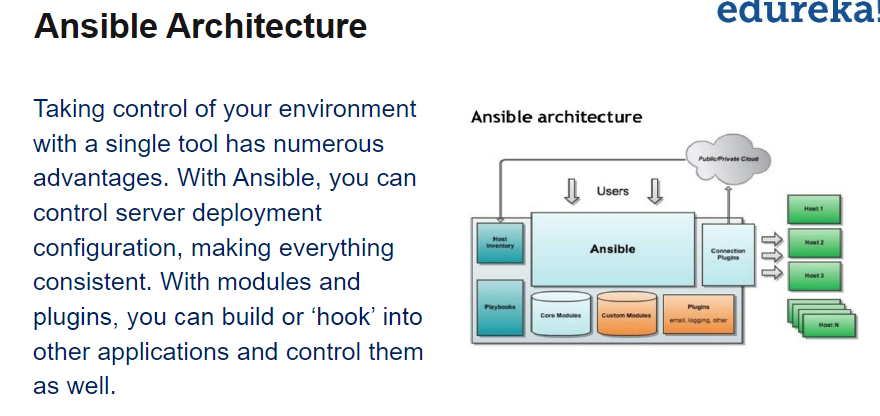 Ansible Architecture
edureka!
Taking control of your environment
with a single tool has numerous
advantages. With Ansible, you can
control server deployment
configuration, making everything
consistent. With modules and
plugins, you can build or ‘hook’ into
other applications and control them
as well.
Ansible architecture
Public/Private Cloud
Users
Host
Inventory
Ansible
Connection
Plugins
Host 1
Host 2
Host 3
Host N
Playbooks
Core Modules
Custom Modules
Plugins
email, logging, other